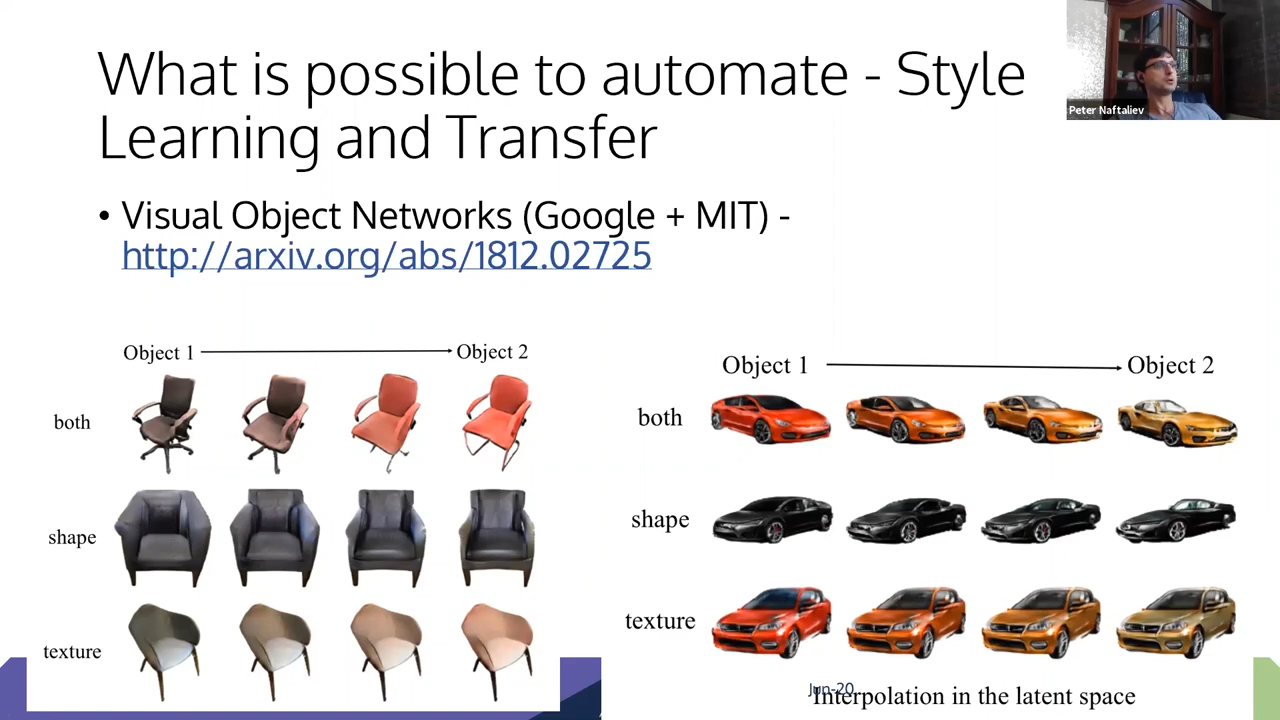 What is possible to automate - Style
Learning and Transfer
Peter Naftaliev
• Visual Object Networks (Google + MIT) -
http://arxiv.org/abs/1812.02725
Object 1
Object 2
both
shape
texture
Object 1
Object 2
both
shape
texture
Jun-20
Interpolation in the latent space